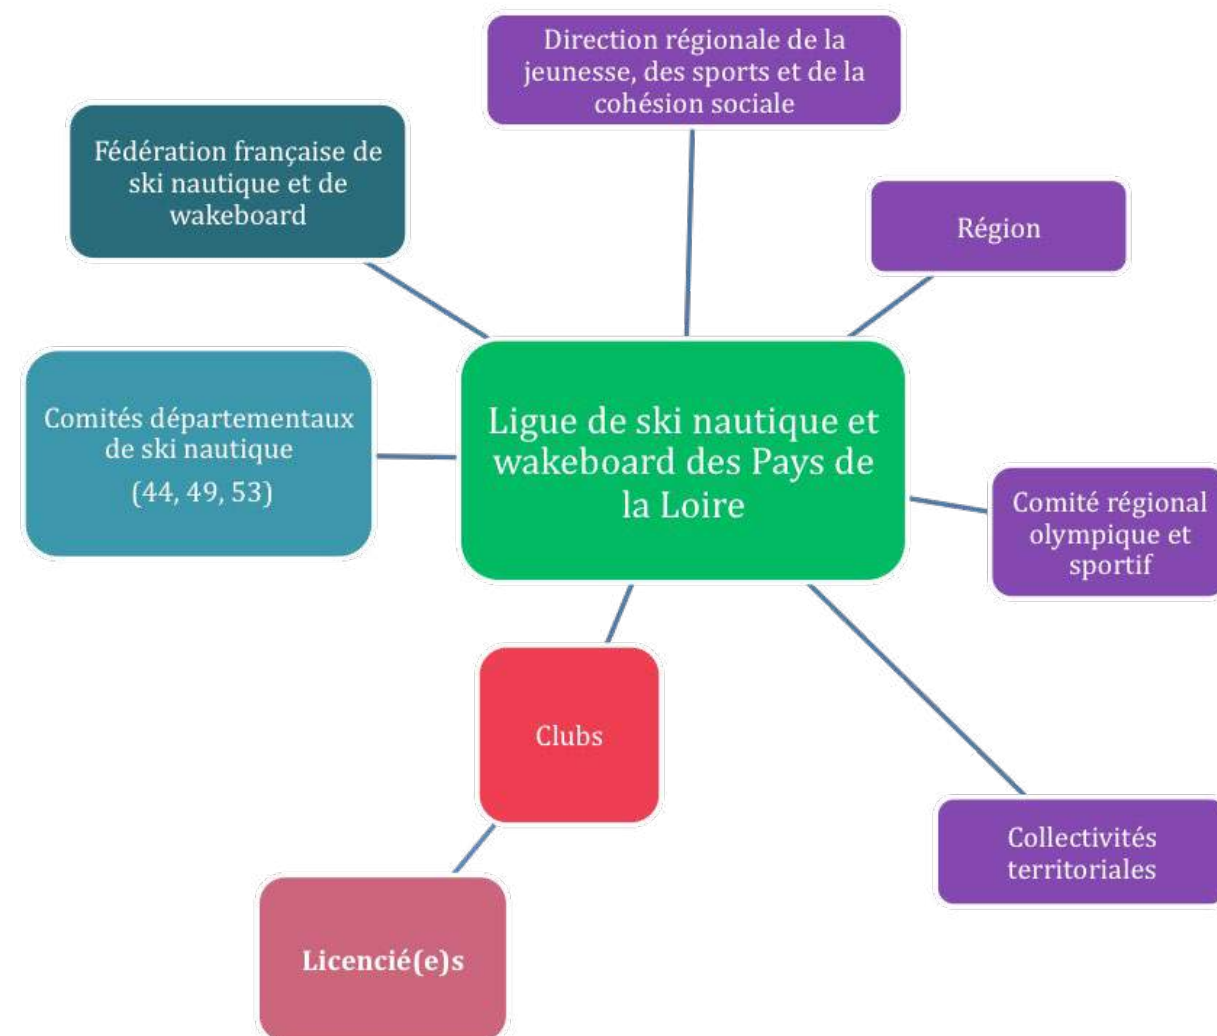 Direction régionale de la
jeunesse, des sports et de la
cohésion sociale
Fédération française de
ski nautique et de
wakeboard
Région
Comités départementaux
de ski nautique
(44, 49, 53)
Ligue de ski nautique et
wakeboard des Pays de
la Loire
Comité régional
olympique et
sportif
Clubs
Collectivités
territoriales
Licencié(e)s